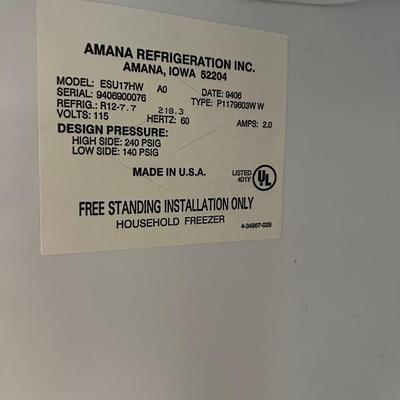 AMANA REFRIGERATION INC.
AMANA, IOWA 52204
MODEL: ESU17HW A0 DATE: 9406
SERIAL: 9406900076 TYPE: P1179603W W
REFRIG.: R12-7.7 218.3
VOLTS: 115 HERTZ: 60 AMPS: 2.0
DESIGN PRESSURE:
HIGH SIDE: 240 PSIG
LOW SIDE: 140 PSIG
MADE IN U.S.A.
LISTED
401Y
UL
FREE STANDING INSTALLATION ONLY
HOUSEHOLD FREEZER
4-34867-029